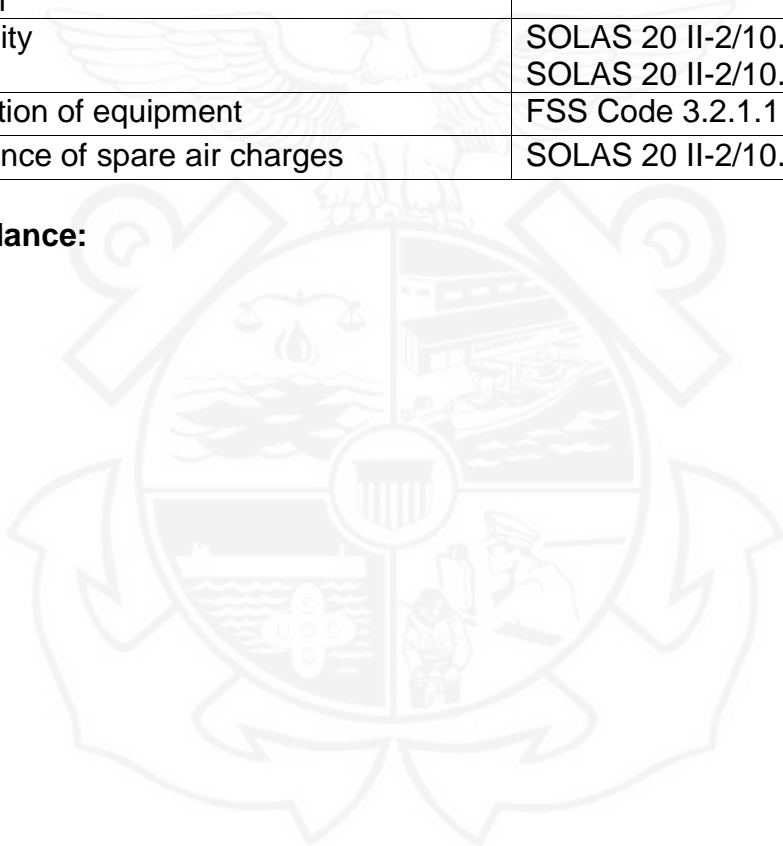 ity SOLAS 20 II-2/10.
SOLAS 20 II-2/10.
tion of equipment FSS Code 3.2.1.1
nce of spare air charges SOLAS 20 II-2/10.
lance:
S
U O C
G